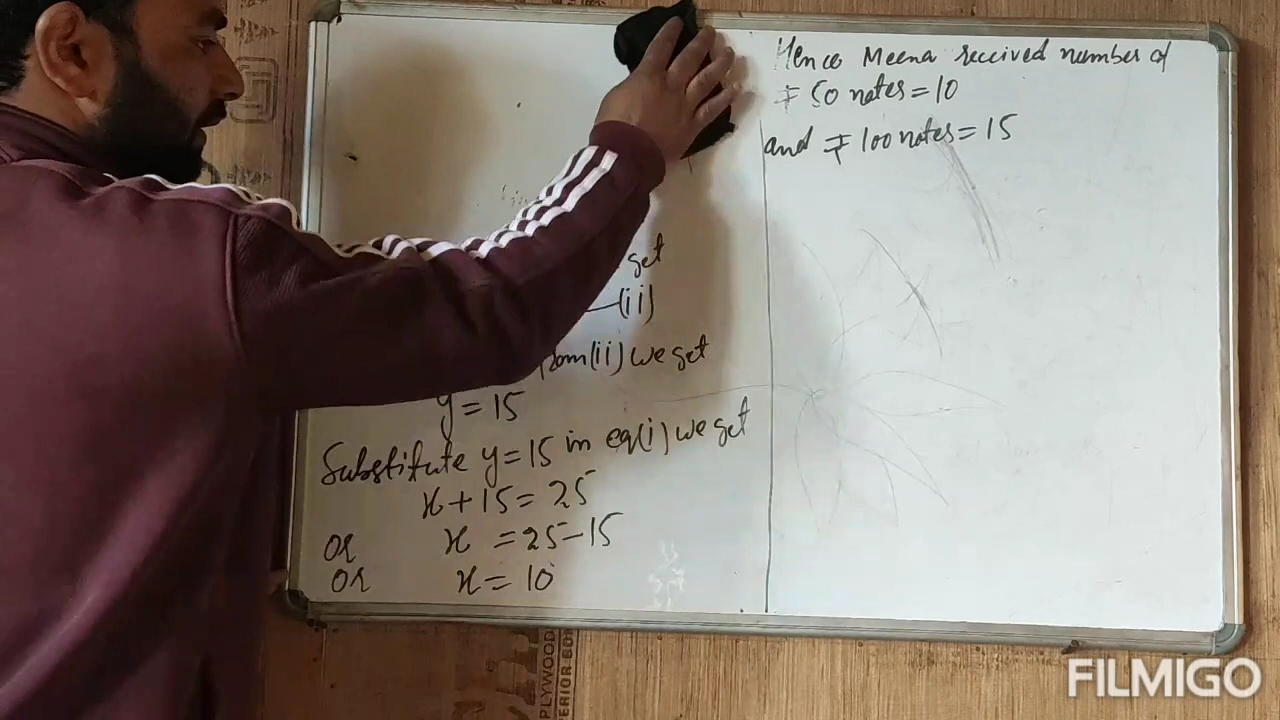 get
(ii)
from (ii) we get
y = 15
Substitute y = 15 in eq(i) we get
x + 15 = 25
or x = 25 - 15
or x = 10
Hence Meena received number of
₹ 50 notes = 10
and ₹ 100 notes = 15
PLYWOOD
FILMIGO